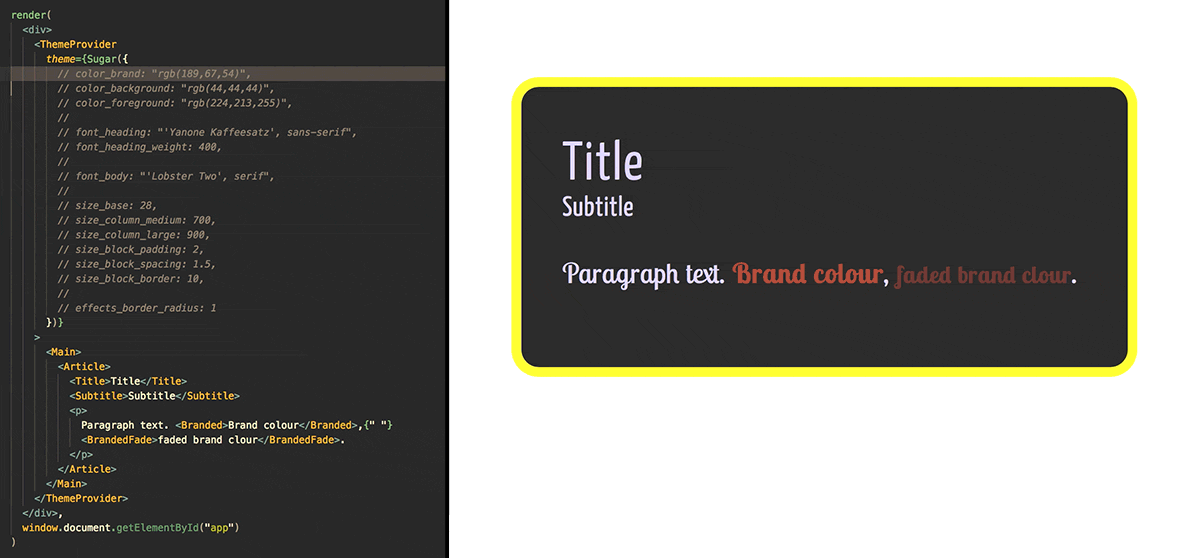 render(
<div>
<ThemeProvider
theme={Sugar({
// color_brand: "rgb(189,67,54)",
// color_background: "rgb(44,44,44)",
// color_foreground: "rgb(224,213,255)",
//
// font_heading: "'Yanone Kaffeesatz', sans-serif",
// font_heading_weight: 400,
//
// font_body: "'Lobster Two', serif",
//
// size_base: 28,
// size_column_medium: 700,
// size_column_large: 900,
// size_block_padding: 2,
// size_block_spacing: 1.5,
// size_block_border: 10,
//
// effects_border_radius: 1
})}
>
<Main>
<Article>
<Title>Title</Title>
<Subtitle>Subtitle</Subtitle>
<p>
Paragraph text. <Branded>Brand colour</Branded>,{" "}
<BrandedFade>faded brand clour</BrandedFade>.
</p>
</Article>
</Main>
</ThemeProvider>
</div>,
window.document.getElementById("app")
)
Title
Subtitle
Paragraph text. Brand colour, faded brand clour.